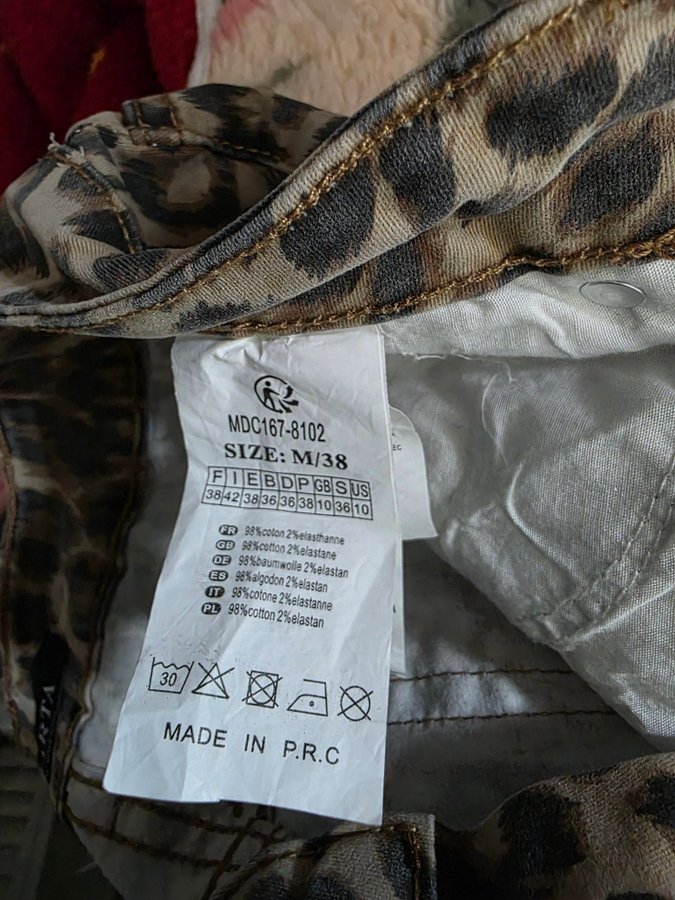 MDC167-8102
SIZE: M/38
F I E B D P GB S US
38 42 38 36 36 38 10 36 10
FR 98%coton 2%elasthanne
GB 98%cotton 2%elastane
DE 98%baumwolle 2%elastan
ES 98%algodon 2%elastan
IT 98%cotone 2%elastanne
PL 98%cotton 2%elastan
30
MADE IN P.R.C